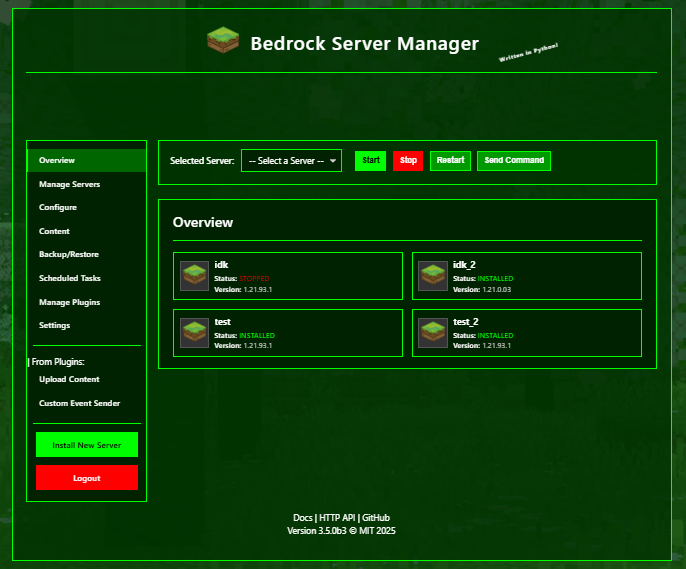 Bedrock Server Manager
Written in Python!
Overview
Manage Servers
Configure
Content
Backup/Restore
Scheduled Tasks
Manage Plugins
Settings
| From Plugins:
Upload Content
Custom Event Sender
Install New Server
Logout
Selected Server: -- Select a Server -- Start Stop Restart Send Command
Overview
idk
Status: STOPPED
Version: 1.21.93.1
idk_2
Status: INSTALLED
Version: 1.21.0.03
test
Status: INSTALLED
Version: 1.21.93.1
test_2
Status: INSTALLED
Version: 1.21.93.1
Docs | HTTP API | GitHub
Version 3.5.0b3 © MIT 2025